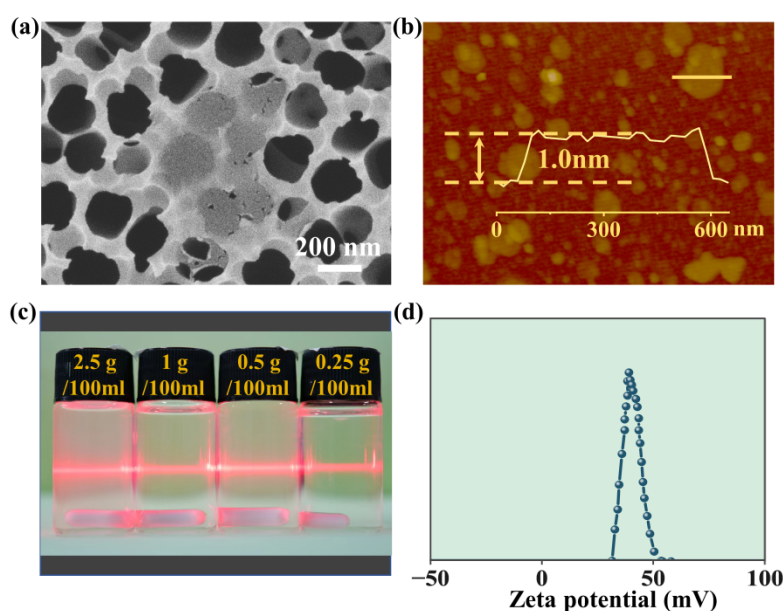 (a)
200 nm
(b)
1.0nm
0 300 600 nm
(c)
2.5 g 1 g 0.5 g 0.25 g
/100ml /100ml /100ml /100ml
(d)
−50 0 50 100
Zeta potential (mV)